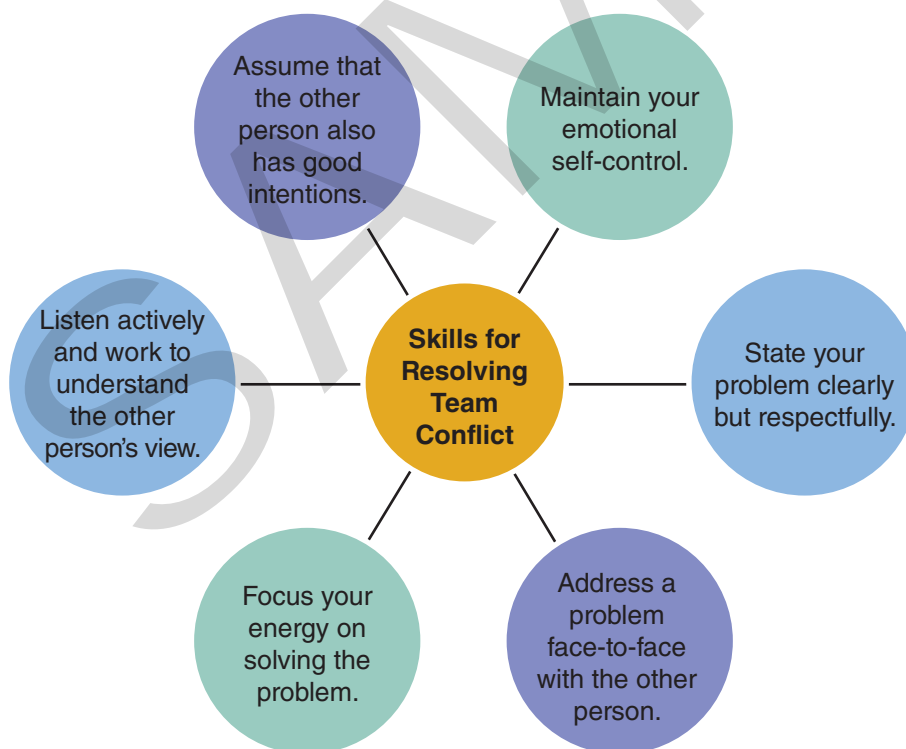 Assume that
the other
person also
has good
intentions.
Maintain your
emotional
self-control.
Listen actively
and work to
understand
the other
person's view.
Skills for
Resolving
Team
Conflict
State your
problem clearly
but respectfully.
Focus your
energy on
solving the
problem.
Address a
problem
face-to-face
with the other
person.
SAM